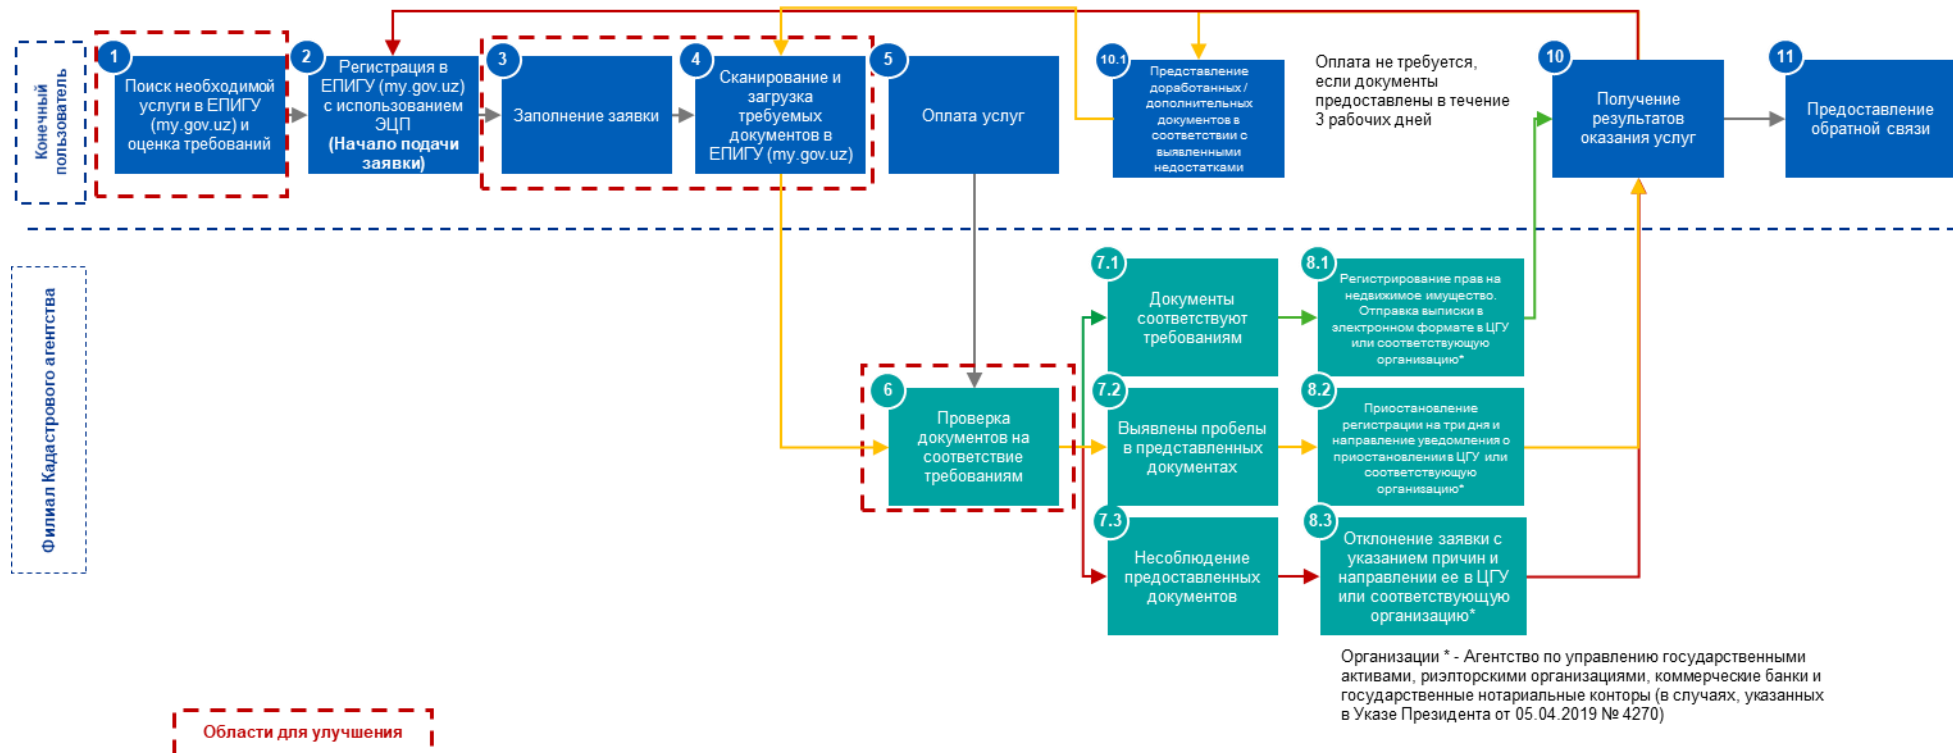 Конечный
пользователь
1
Поиск необходимой
услуги в ЕПИГУ
(my.gov.uz) и
оценка требований
2
Регистрация в
ЕПИГУ (my.gov.uz)
с использованием
ЭЦП
(Начало подачи
заявки)
3
Заполнение заявки
4
Сканирование и
загрузка
требуемых
документов в
ЕПИГУ (my.gov.uz)
5
Оплата услуг
10.1
Представление
доработанных /
дополнительных
документов в
соответствии с
выявленными
недостатками
Оплата не требуется,
если документы
предоставлены в течение
3 рабочих дней
10
Получение
результатов
оказания услуг
11
Предоставление
обратной связи
Филиал Кадастрового агентства
6
Проверка
документов на
соответствие
требованиям
7.1
Документы
соответствуют
требованиям
8.1
Регистрирование прав на
недвижимое имущество.
Отправка выписки в
электронном формате в ЦГУ
или соответствующую
организацию*
7.2
Выявлены пробелы
в представленных
документах
8.2
Приостановление
регистрации на три дня и
направление уведомления о
приостановлении в ЦГУ или
соответствующую
организацию*
7.3
Несоблюдение
предоставленных
документов
8.3
Отклонение заявки с
указанием причин и
направлении ее в ЦГУ
или соответствующую
организацию*
Организации * - Агентство по управлению государственными
активами, риэлторскими организациями, коммерческие банки и
государственные нотариальные конторы (в случаях, указанных
в Указе Президента от 05.04.2019 № 4270)
Области для улучшения